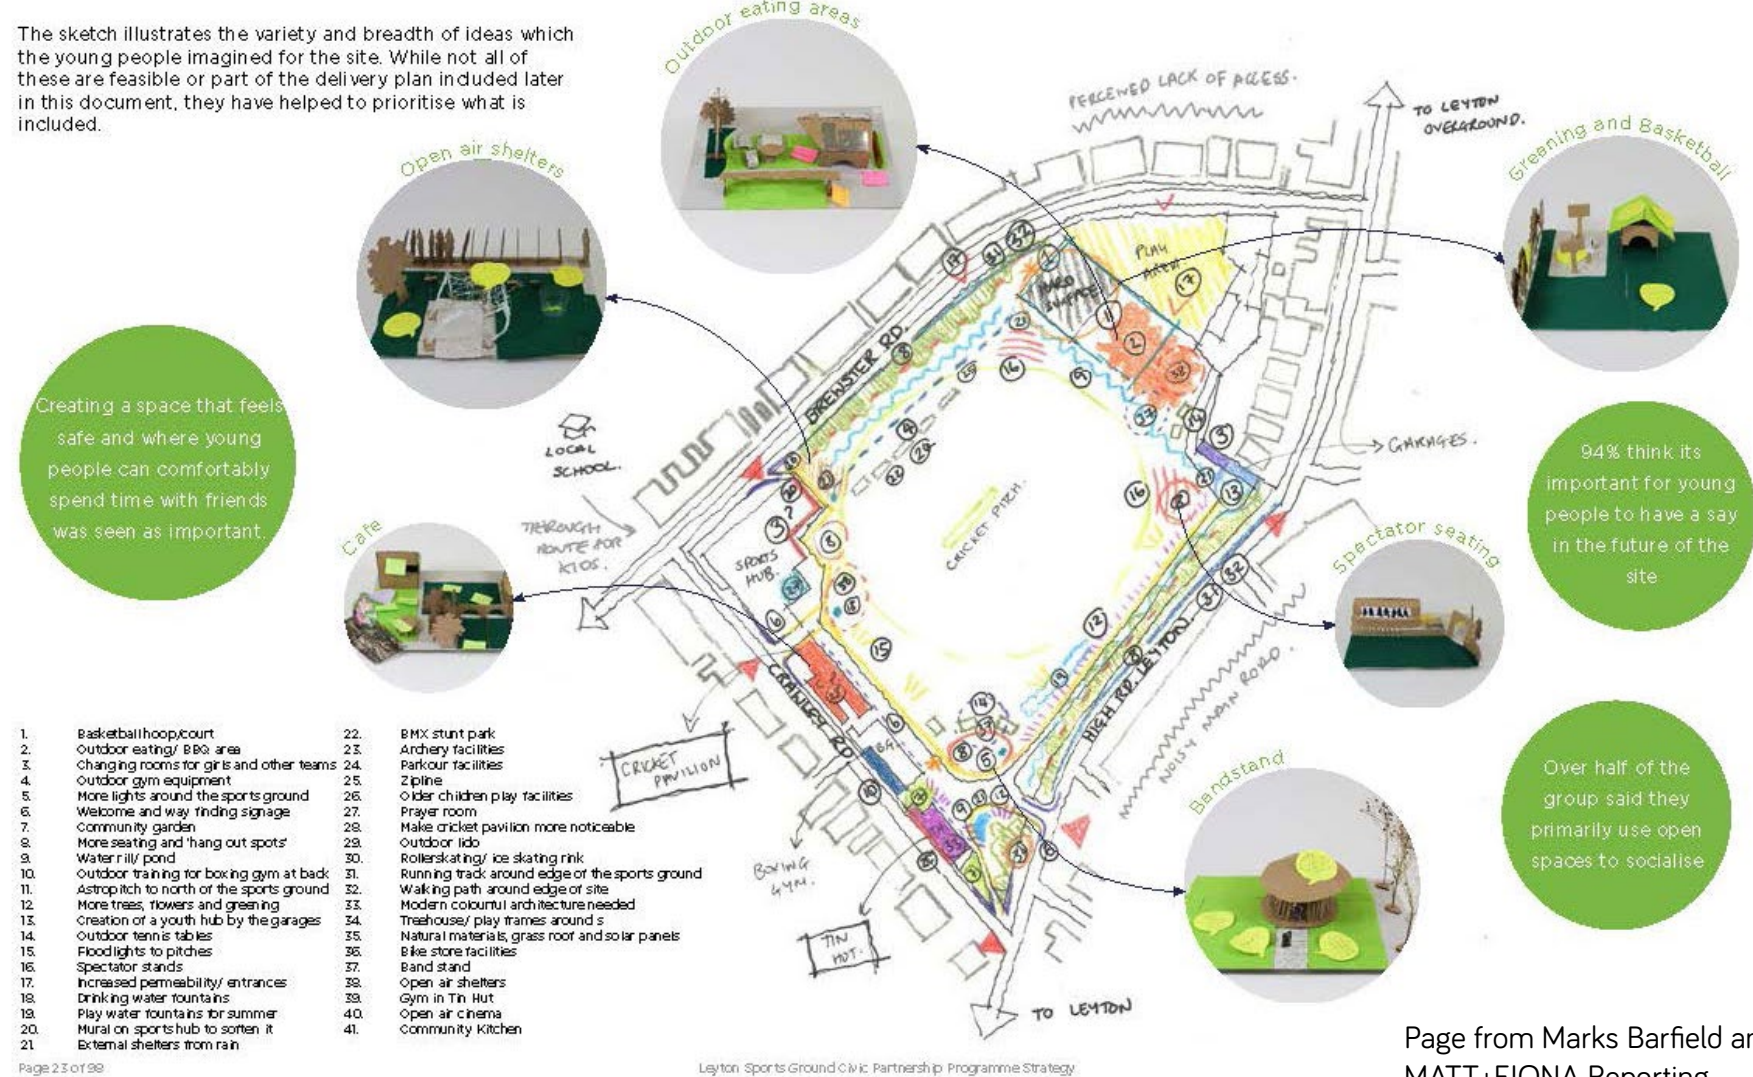 The sketch illustrates the variety and breadth of ideas which
the young people imagined for the site. While not all of
these are feasible or part of the delivery plan included later
in this document, they have helped to prioritise what is
included.
Outdoor eating areas
Open air shelters
Greening and Basketball
Creating a space that feels
safe and where young
people can comfortably
spend time with friends
was seen as important.
Cafe
94% think its
important for young
people to have a say
in the future of the
site
Spectator seating
Over half of the
group said they
primarily use open
spaces to socialise
Bandstand
PERCEIVED LACK OF ACCESS.
TO LEYTON
OVERGROUND.
PLAY
AREA
HARD
SURFACE
BREWSTER RD.
LOCAL
SCHOOL.
THROUGH
ROUTE FOR
KIDS.
SPORTS
HUB.
CRICKET PITCH.
GARAGES.
HIGH RD. LEYTON.
NOISY MAIN ROAD.
CRAWLEY RD
CRICKET
PAVILION
BOXING
GYM.
TIN
HUT.
TO LEYTON
1. Basketball hoop/court
2. Outdoor eating/ BBQ area
3. Changing rooms for girls and other teams
4. Outdoor gym equipment
5. More lights around the sports ground
6. Welcome and way finding signage
7. Community garden
8. More seating and 'hang out spots'
9. Water rill/ pond
10. Outdoor training for boxing gym at back
11. Astropitch to north of the sports ground
12 More trees, flowers and greening
13. Creation of a youth hub by the garages
14. Outdoor tennis tables
15. Floodlights to pitches
16. Spectator stands
17. Increased permeability/ entrances
18. Drinking water fountains
19. Play water fountains for summer
20. Mural on sports hub to soften it
21. External shelters from rain
22. BMX stunt park
23. Archery facilities
24. Parkour facilities
25. Zipline
26. Older children play facilities
27. Prayer room
28. Make cricket pavilion more noticeable
29. Outdoor lido
30. Rollerskating/ ice skating rink
31. Running track around edge of the sports ground
32. Walking path around edge of site
33. Modern colourful architecture needed
34. Treehouse/ play frames around s
35. Natural materials, grass roof and solar panels
36. Bike store facilities
37. Band stand
38. Open air shelters
39. Gym in Tin Hut
40. Open air cinema
41. Community Kitchen
Page 23 of 98
Leyton Sports Ground Civic Partnership Programme Strategy
Page from Marks Barfield
MATT+FIONA Reporting